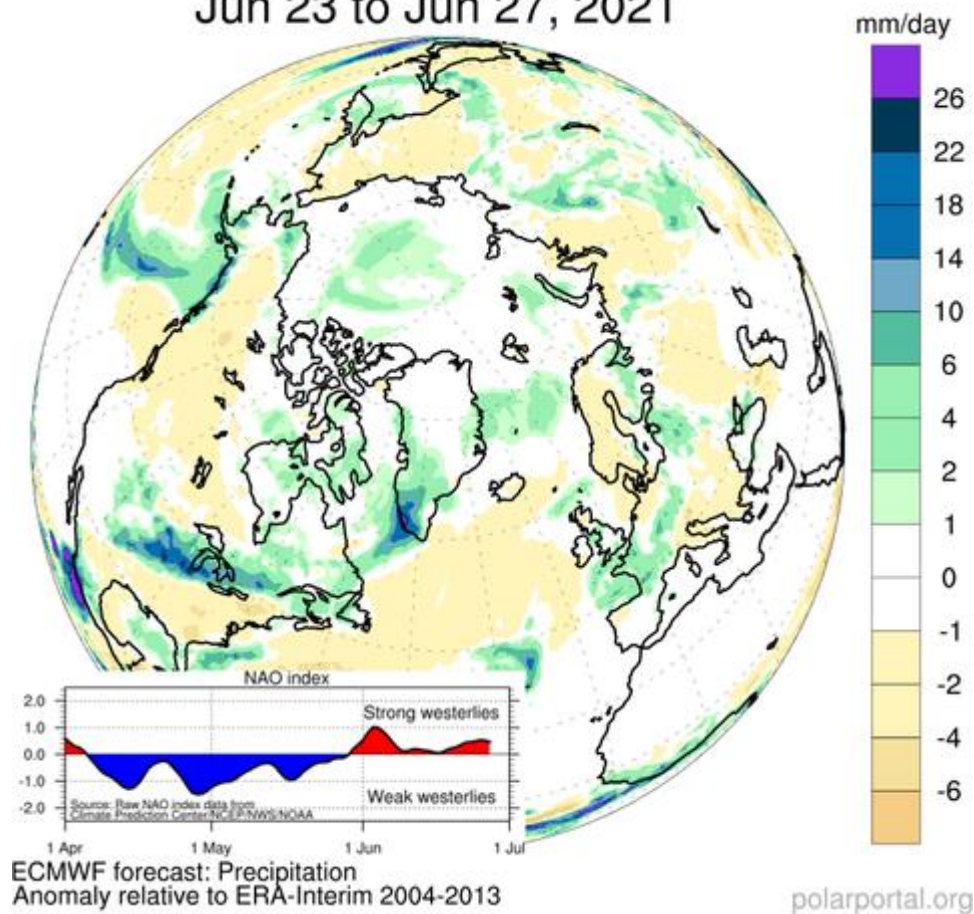 Jun 23 to Jun 27, 2021
mm/day
26
22
18
14
10
6
4
2
1
0
-1
-2
-4
-6
NAO index
2.0
1.0
0.0
-1.0
-2.0
Strong westerlies
Weak westerlies
Source: Raw NAO index data from
Climate Prediction Center/NCEP/NWS/NOAA
1 Apr
1 May
1 Jun
1 Jul
ECMWF forecast: Precipitation
Anomaly relative to ERA-Interim 2004-2013
polarportal.org